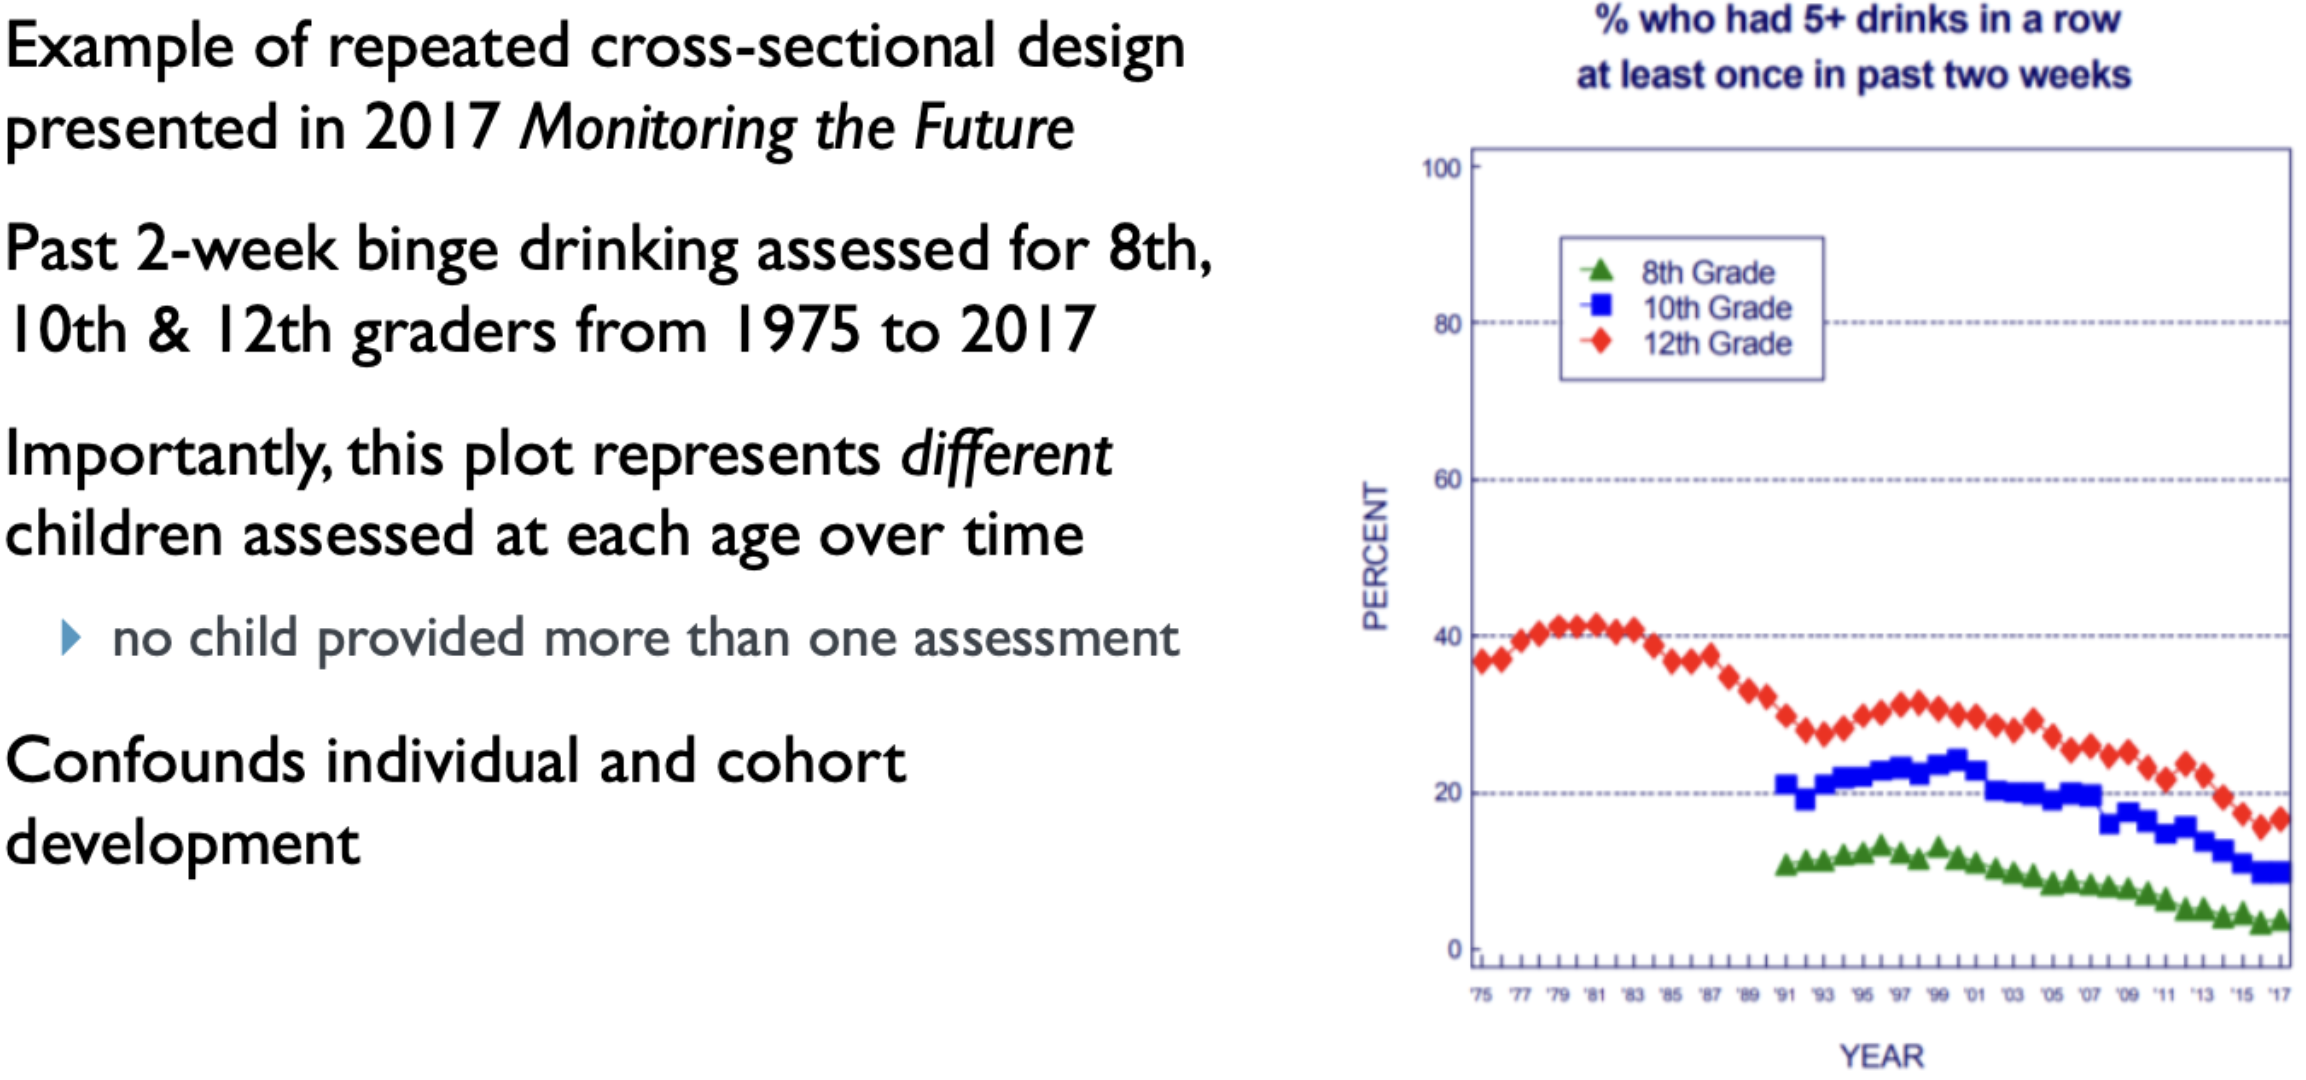 Example of repeated cross-sectional design
presented in 2017 Monitoring the Future
Past 2-week binge drinking assessed for 8th,
10th & 12th graders from 1975 to 2017
Importantly, this plot represents different
children assessed at each age over time
no child provided more than one assessment
Confounds individual and cohort
development
% who had 5+ drinks in a row
at least once in past two weeks
100
80
60
40
20
0
PERCENT
8th Grade
10th Grade
12th Grade
'75 '77 '79 '81 '83 '85 '87 '89 '91 '93 '95 '97 '99 '01 '03 '05 '07 '09 '11 '13 '15 '17
YEAR